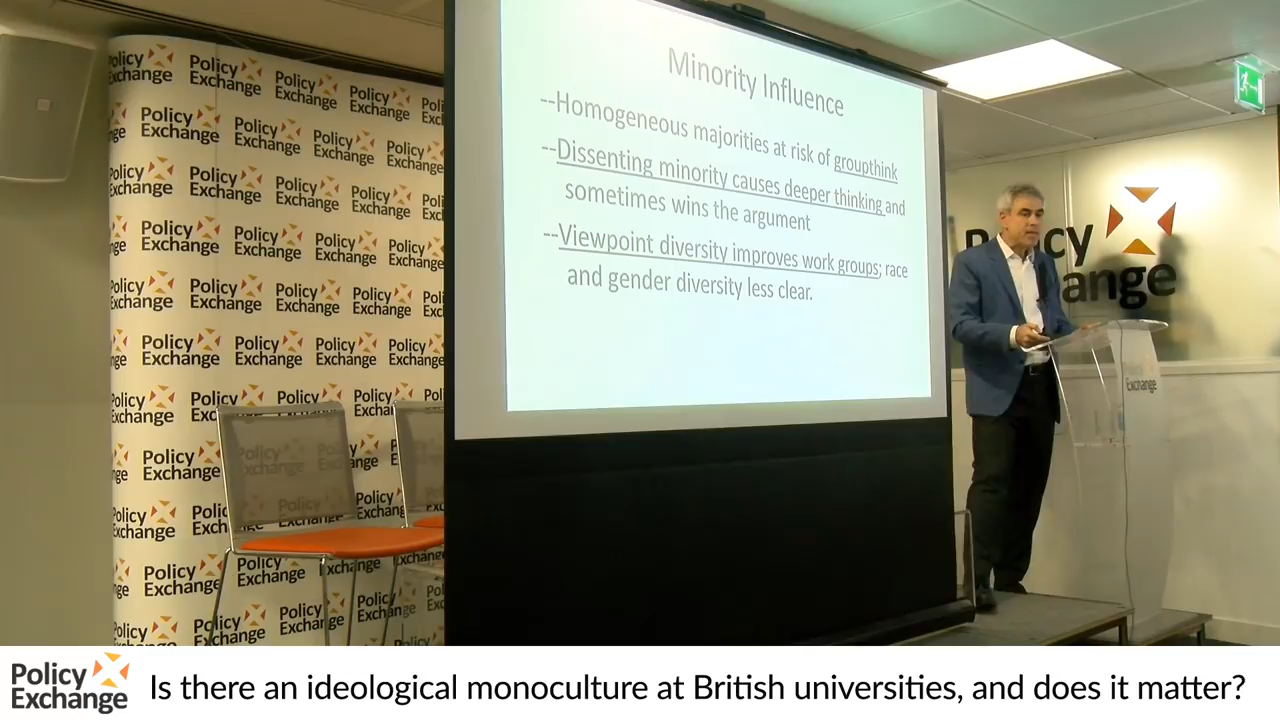 Minority Influence
--Homogeneous majorities at risk of groupthink
--Dissenting minority causes deeper thinking and
sometimes wins the argument
--Viewpoint diversity improves work groups; race
and gender diversity less clear.
Policy
Exchange
Policy
Exchange
Policy
Exchange
Is there an ideological monoculture at British universities, and does it matter?